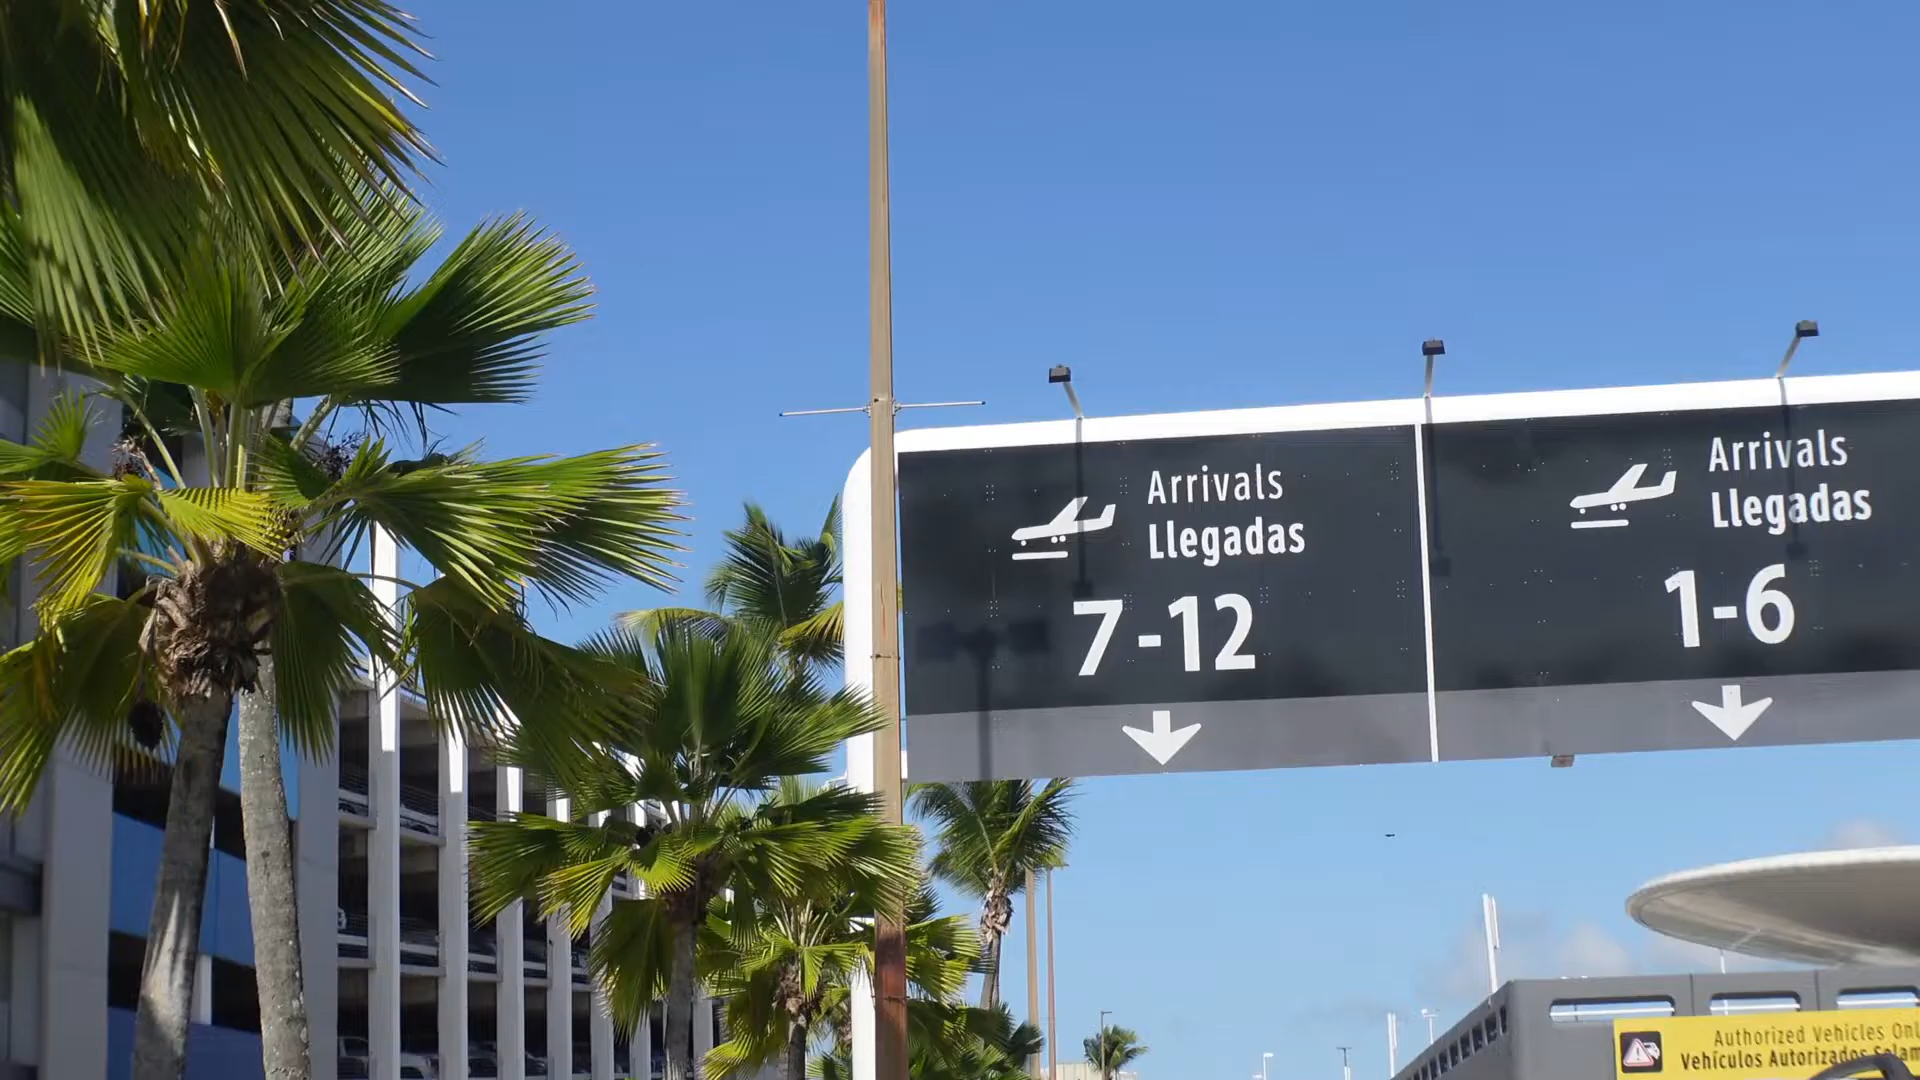 Arrivals
Llegadas
7-12
Arrivals
Llegadas
1-6
Authorized Vehicles
Vehículos Autorizados